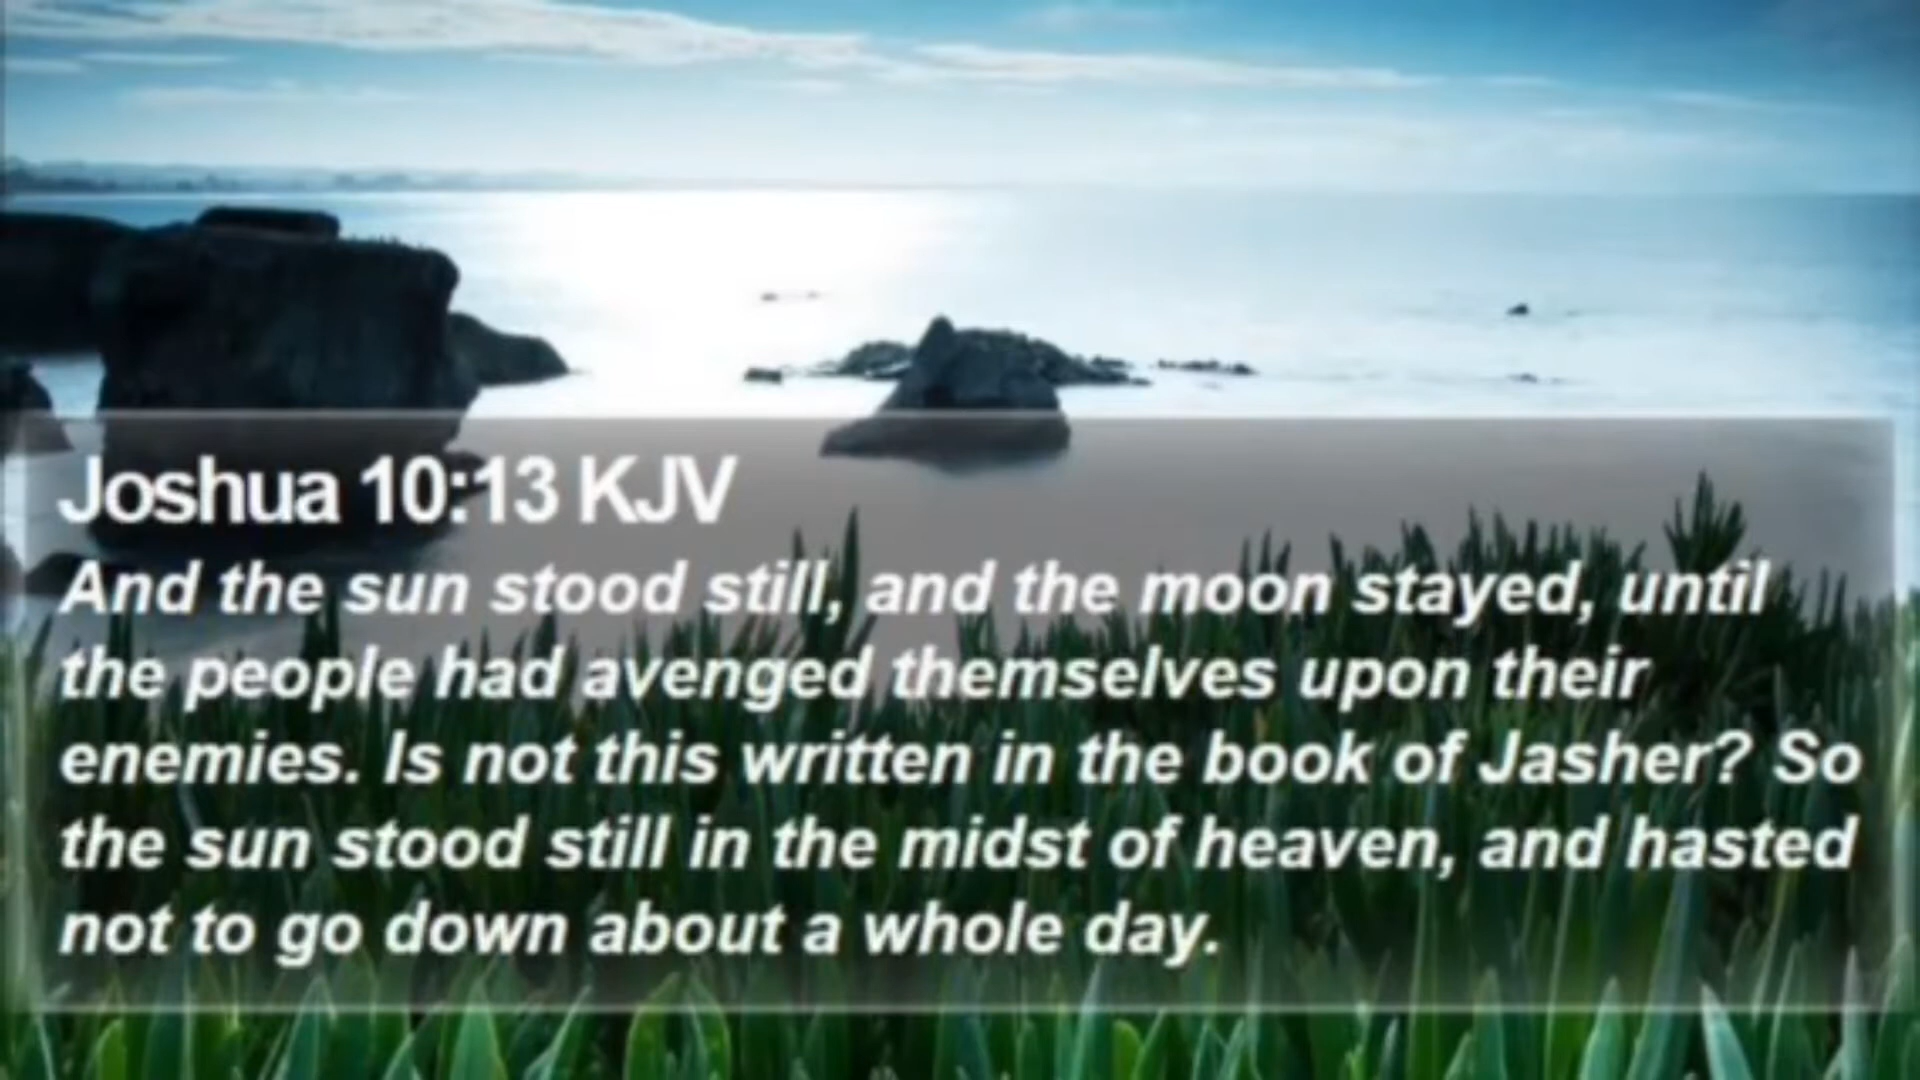 Joshua 10:13 KJV
And the sun stood still, and the moon stayed, until
the people had avenged themselves upon their
enemies. Is not this written in the book of Jasher? So
the sun stood still in the midst of heaven, and hasted
not to go down about a whole day.